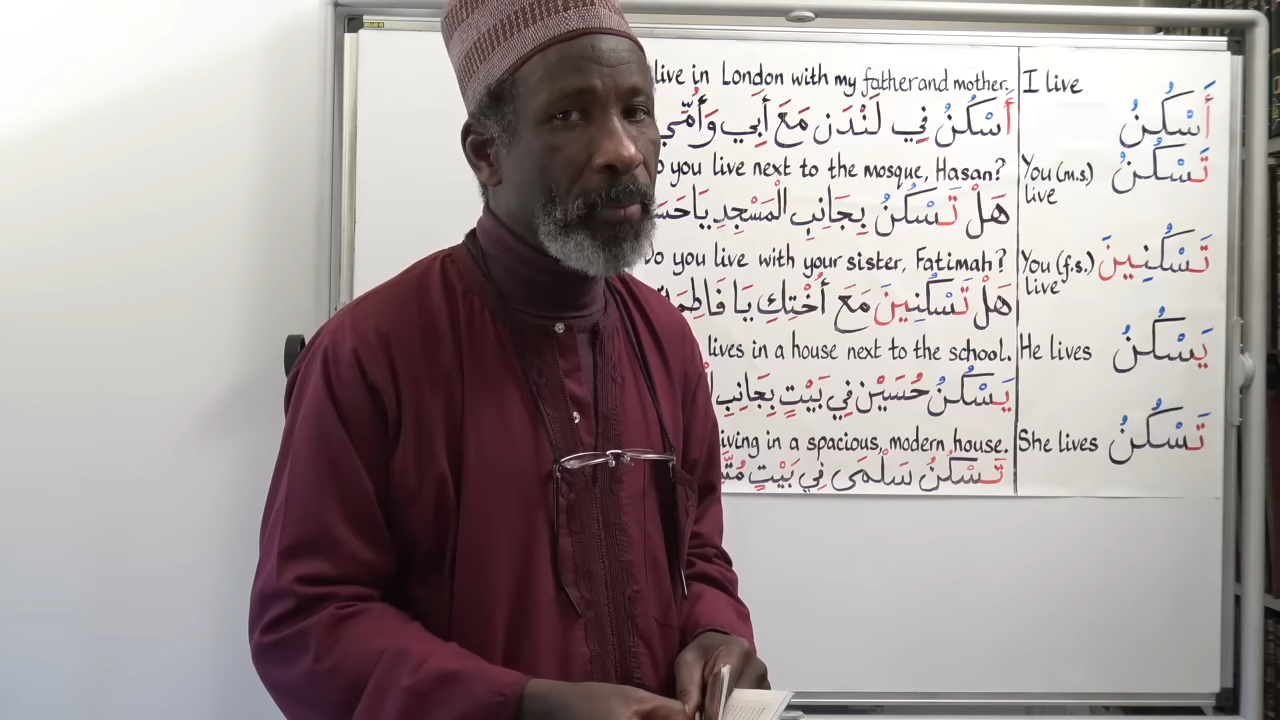 live in London with my father and mother.
أَسْكُنُ فِي لَنْدَن مَعَ أَبِي وَأُمِّي
you live next to the mosque, Hasan?
هَلْ تَسْكُنُ بِجَانِبِ الْمَسْجِدِ يَا
you live with your sister, Fatimah?
هَلْ تَسْكُنِينَ مَعَ أُخْتِكِ يَا
lives in a house next to the school.
يَسْكُنُ حُسَيْن فِي بَيْتٍ بِجَانِبِ
in a spacious, modern house.
تَسْكُنُ سَلْمَى فِي بَيْتٍ
I live
أَسْكُنُ
You (m.s.)
live
تَسْكُنُ
You (f.s.)
live
تَسْكُنِينَ
He lives
يَسْكُنُ
She lives
تَسْكُنُ